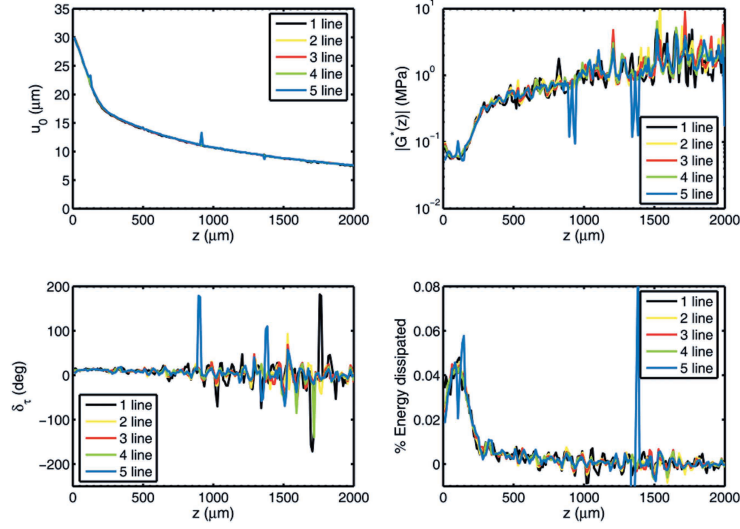 35
30
25
20
15
10
5
0
u0 (μm)
0 500 1000 1500 2000
z (μm)
1 line
2 line
3 line
4 line
5 line
10^1
10^0
10^-1
10^-2
|G*(z)| (MPa)
0 500 1000 1500 2000
z (μm)
1 line
2 line
3 line
4 line
5 line
200
100
0
−100
−200
δτ (deg)
0 500 1000 1500 2000
z (μm)
1 line
2 line
3 line
4 line
5 line
0.08
0.06
0.04
0.02
0
% Energy dissipated
0 500 1000 1500 2000
z (μm)
1 line
2 line
3 line
4 line
5 line